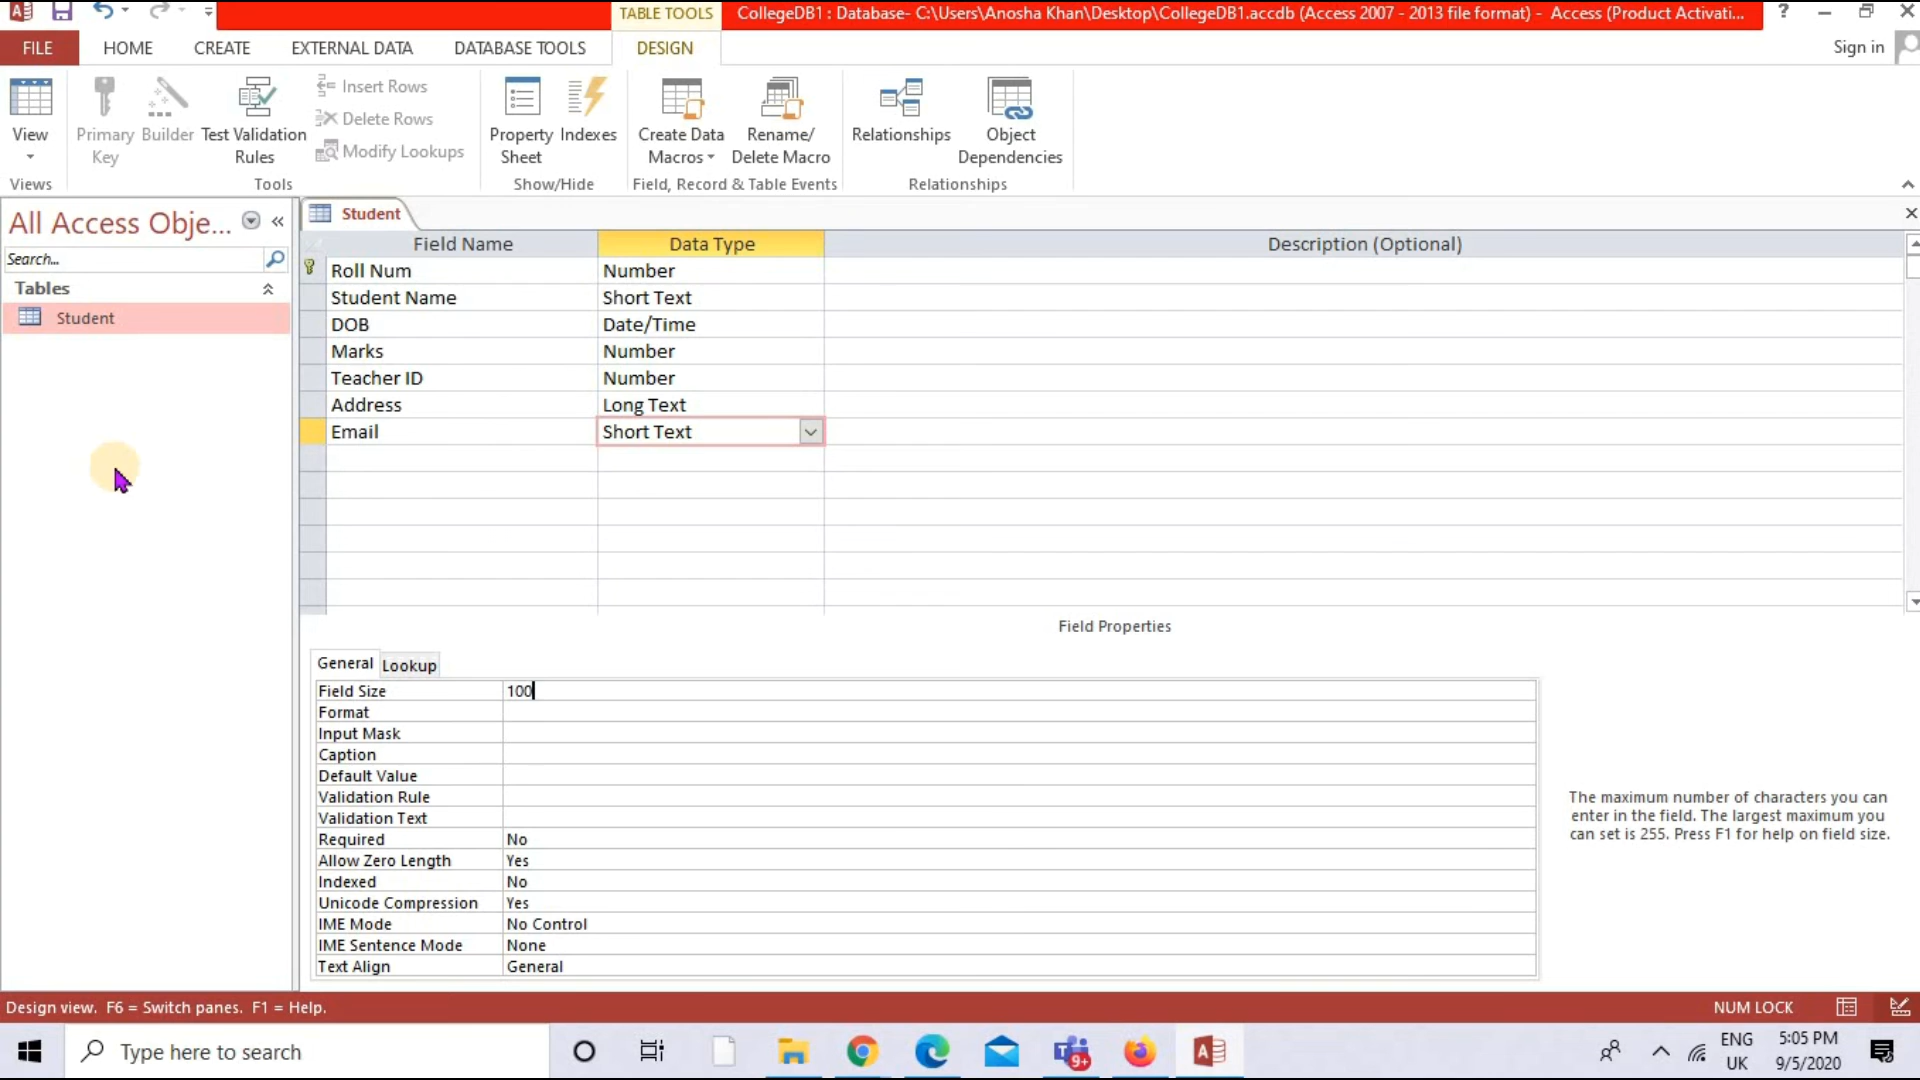 TABLE TOOLS
CollegeDB1 : Database- C:\Users\Anosha Khan\Desktop\CollegeDB1.accdb (Access 2007 - 2013 file format) - Access (Product Activati...
?
FILE HOME CREATE EXTERNAL DATA DATABASE TOOLS DESIGN Sign in
View
Primary Key
Builder
Test Validation Rules
Insert Rows
Delete Rows
Modify Lookups
Property Sheet
Indexes
Create Data Macros
Rename/ Delete Macro
Relationships
Object Dependencies
Views Tools Show/Hide Field, Record & Table Events Relationships
All Access Obje...
Search...
Tables
Student
Student
Field Name Data Type Description (Optional)
Roll Num Number
Student Name Short Text
DOB Date/Time
Marks Number
Teacher ID Number
Address Long Text
Email Short Text
Field Properties
General Lookup
Field Size 100
Format
Input Mask
Caption
Default Value
Validation Rule
Validation Text
Required No
Allow Zero Length Yes
Indexed No
Unicode Compression Yes
IME Mode No Control
IME Sentence Mode None
Text Align General
The maximum number of characters you can
enter in the field. The largest maximum you
can set is 255. Press F1 for help on field size.
Design view. F6 = Switch panes. F1 = Help. NUM LOCK
Type here to search
9+
ENG
UK
5:05 PM
9/5/2020